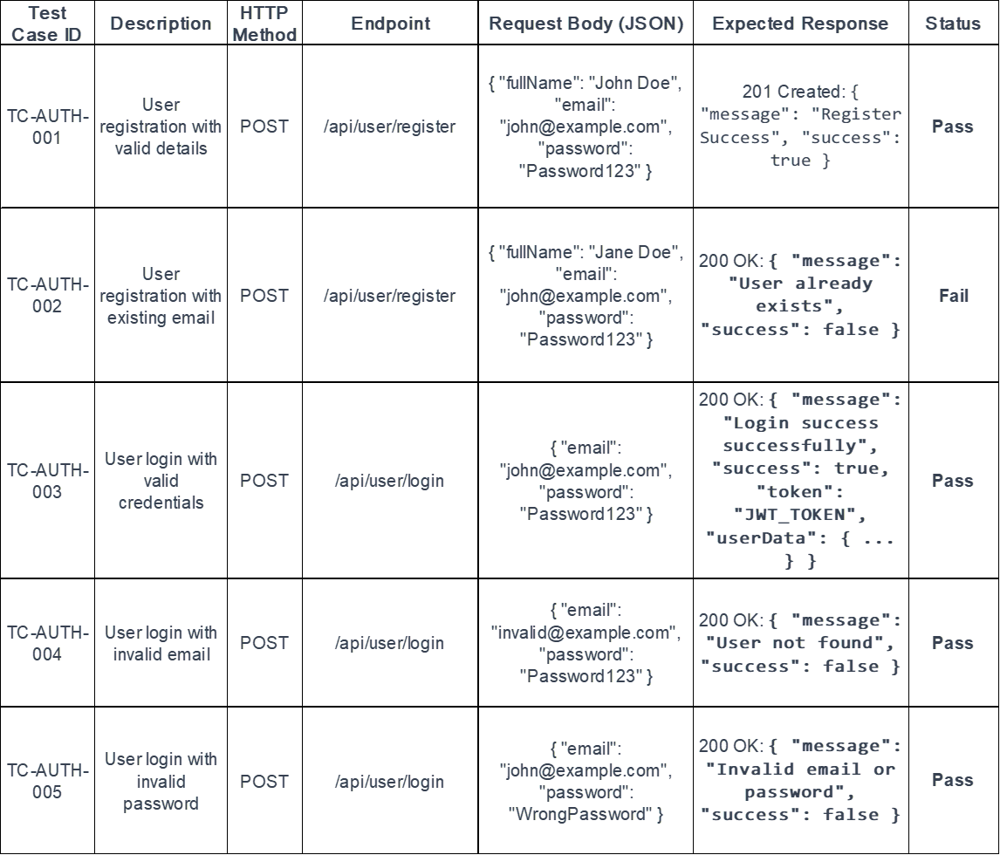 Test
Case ID
Description
HTTP
Method
Endpoint
Request Body (JSON)
Expected Response
Status
TC-AUTH-
001
User
registration with
valid details
POST
/api/user/register
{ "fullName": "John Doe",
"email":
"john@example.com",
"password":
"Password123" }
201 Created: {
"message": "Register
Success", "success":
true }
Pass
TC-AUTH-
002
User
registration with
existing email
POST
/api/user/register
{ "fullName": "Jane Doe",
"email":
"john@example.com",
"password":
"Password123" }
200 OK: { "message":
"User already
exists",
"success": false }
Fail
TC-AUTH-
003
User login with
valid
credentials
POST
/api/user/login
{ "email":
"john@example.com",
"password":
"Password123" }
200 OK: { "message":
"Login success
successfully",
"success": true,
"token":
"JWT_TOKEN",
"userData": { ...
} }
Pass
TC-AUTH-
004
User login with
invalid email
POST
/api/user/login
{ "email":
"invalid@example.com",
"password":
"Password123" }
200 OK: { "message":
"User not found",
"success": false }
Pass
TC-AUTH-
005
User login with
invalid
password
POST
/api/user/login
{ "email":
"john@example.com",
"password":
"WrongPassword" }
200 OK: { "message":
"Invalid email or
password",
"success": false }
Pass